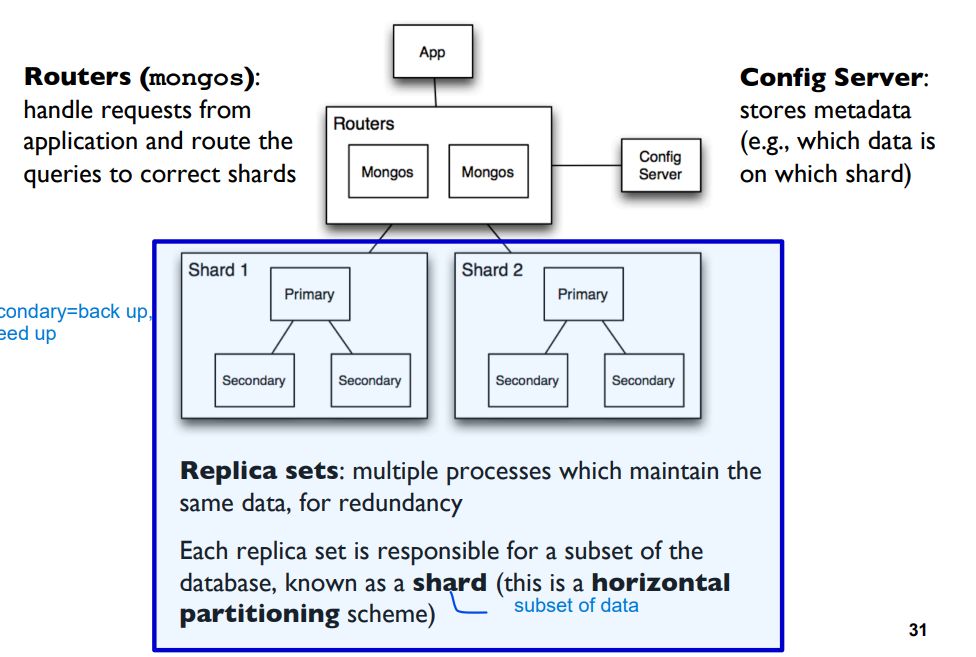 App
Routers (mongos):
handle requests from
application and route the
queries to correct shards
Routers
Mongos
Mongos
Config
Server
Config Server:
stores metadata
(e.g., which data is
on which shard)
condary=back up,
eed up
Shard 1
Primary
Secondary
Secondary
Shard 2
Primary
Secondary
Secondary
Replica sets: multiple processes which maintain the
same data, for redundancy
Each replica set is responsible for a subset of the
database, known as a shard (this is a horizontal
partitioning scheme)
subset of data
31